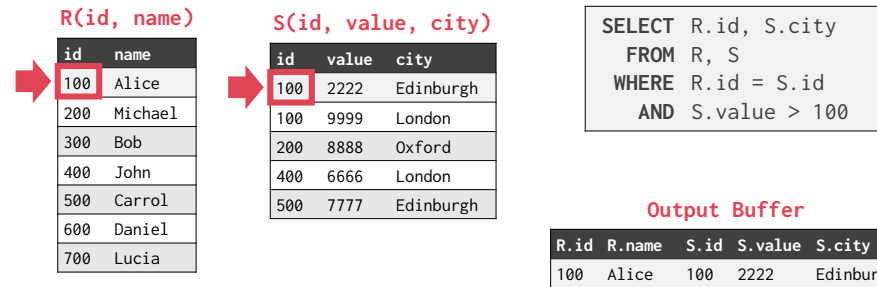 R(id, name)
id name
100 Alice
200 Michael
300 Bob
400 John
500 Carrol
600 Daniel
700 Lucia
S(id, value, city)
id value city
100 2222 Edinburgh
100 9999 London
200 8888 Oxford
400 6666 London
500 7777 Edinburgh
SELECT R.id, S.city
FROM R, S
WHERE R.id = S.id
AND S.value > 100
Output Buffer
R.id R.name S.id S.value S.city
100 Alice 100 2222 Edinbur